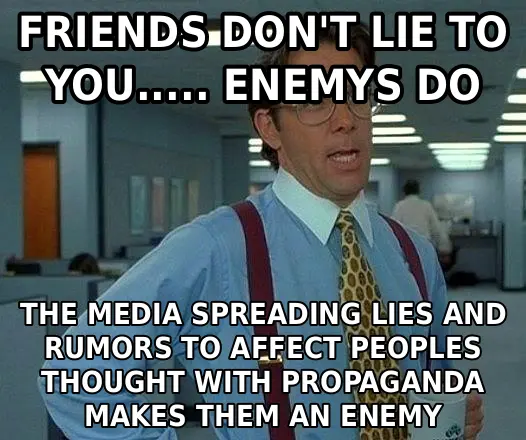 FRIENDS DON'T LIE TO
YOU..... ENEMYS DO
THE MEDIA SPREADING LIES AND
RUMORS TO AFFECT PEOPLES
THOUGHT WITH PROPAGANDA
MAKES THEM AN ENEMY